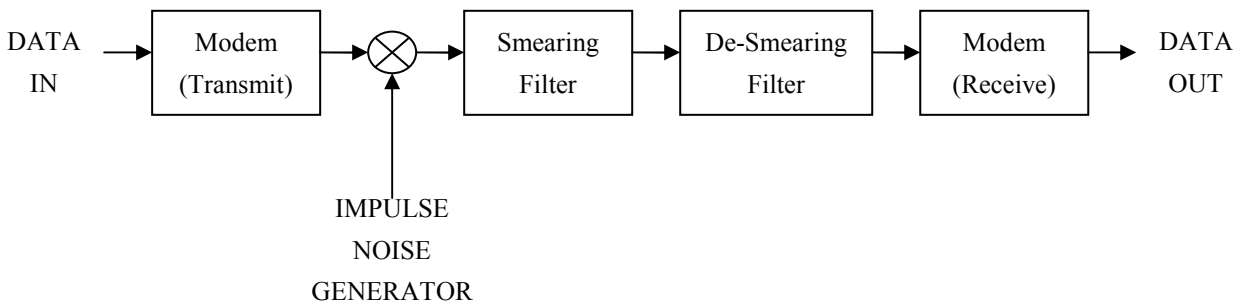 DATA
IN
Modem
(Transmit)
Smearing
Filter
De-Smearing
Filter
Modem
(Receive)
DATA
OUT
IMPULSE
NOISE
GENERATOR